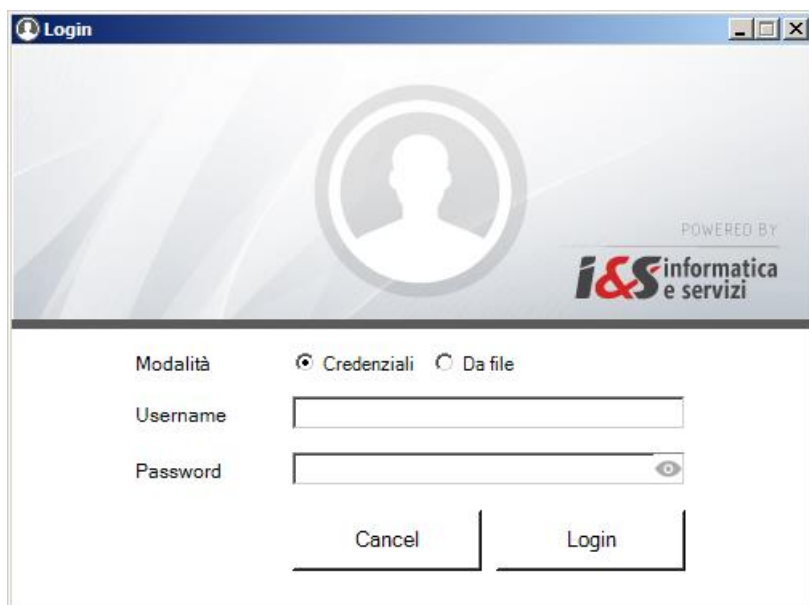 Login
POWERED BY
i&S informatica
e servizi
Modalità Credenziali Da file
Username
Password
Cancel Login